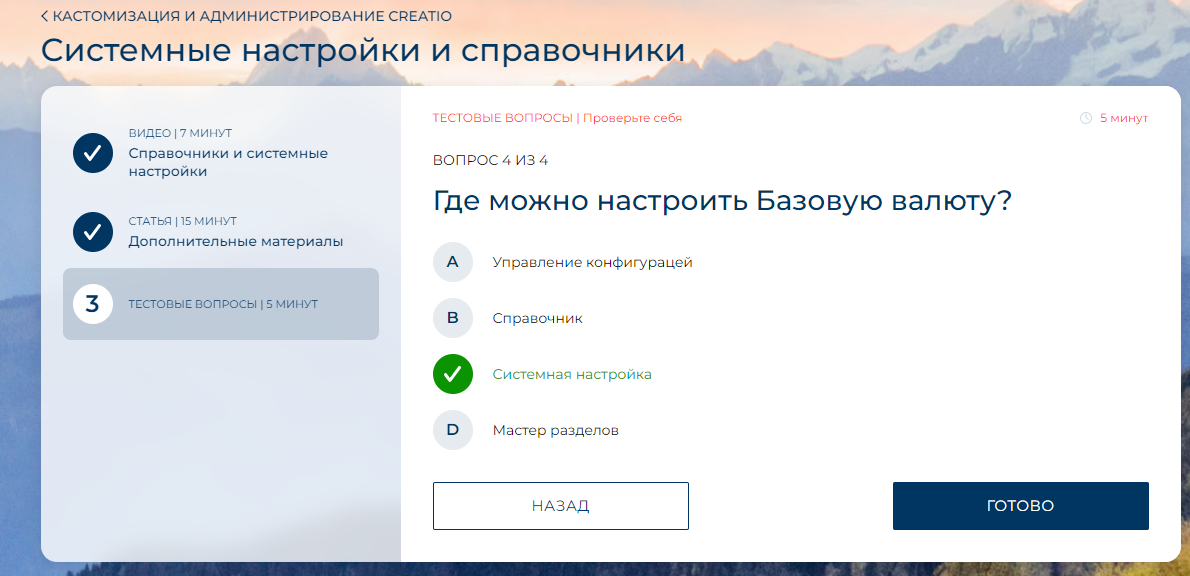 < КАСТОМИЗАЦИЯ И АДМИНИСТРИРОВАНИЕ CREATIO
Системные настройки и справочники
ВИДЕО | 7 МИНУТ
Справочники и системные
настройки
СТАТЬЯ | 15 МИНУТ
Дополнительные материалы
3
ТЕСТОВЫЕ ВОПРОСЫ | 5 МИНУТ
ТЕСТОВЫЕ ВОПРОСЫ | Проверьте себя
5 минут
ВОПРОС 4 ИЗ 4
Где можно настроить Базовую валюту?
A Управление конфигурацей
B Справочник
Системная настройка
D Мастер разделов
НАЗАД
ГОТОВО